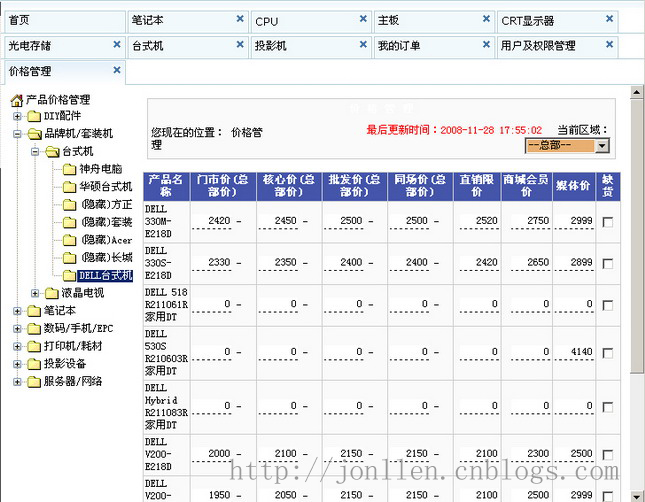 首页 笔记本 CPU 主板 CRT显示器
光电存储 台式机 投影机 我的订单 用户及权限管理
价格管理
产品价格管理
DIY配件
品牌机/套装机
台式机
神舟电脑
华硕台式机
(隐藏)方正
(隐藏)套装
(隐藏)Acer
(隐藏)长城
DELL台式机
液晶电视
笔记本
数码/手机/EPC
打印机/耗材
投影设备
服务器/网络
您现在的位置: 价格管
理
最后更新时间:2008-11-28 17:55:02 当前区域:
--总部--
产品名 门市价(总 核心价(总 批发价(总 同场价(总 直销限 商城会员 媒体价 缺
称 部价) 部价) 部价) 部价) 价 价 货
DELL
330M- 2420 - 2450 - 2500 - 2500 - 2520 2750 2999
E218D
DELL
330S- 2330 - 2350 - 2400 - 2400 - 2420 2650 2899
E218D
DELL 518
R211061R 0 - 0 - 0 - 0 - 0 0 0
家用DT
DELL
530S
R210603R 0 - 0 - 0 - 0 - 0 0 4140
家用DT
DELL
Hybrid
R211083R 0 - 0 - 0 - 0 - 0 0 0
家用DT
DELL
V200- 2000 - 2100 - 2150 - 2150 - 2100 2300 2500
E218D
DELL
V200- 1950 - 2050 - 2150 - 2150 - 2100 2500 2999
http://jonllen.cnblogs.com